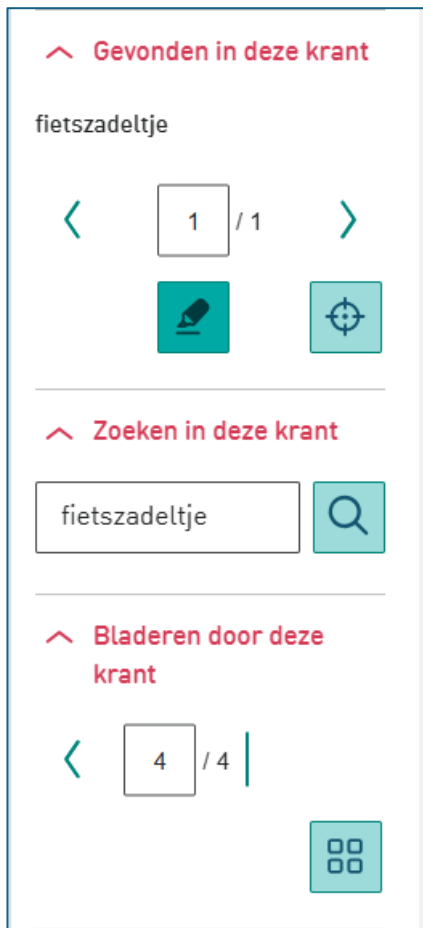 Gevonden in deze krant
fietszadeltje
1 / 1
Zoeken in deze krant
fietszadeltje
Bladeren door deze
krant
4 / 4